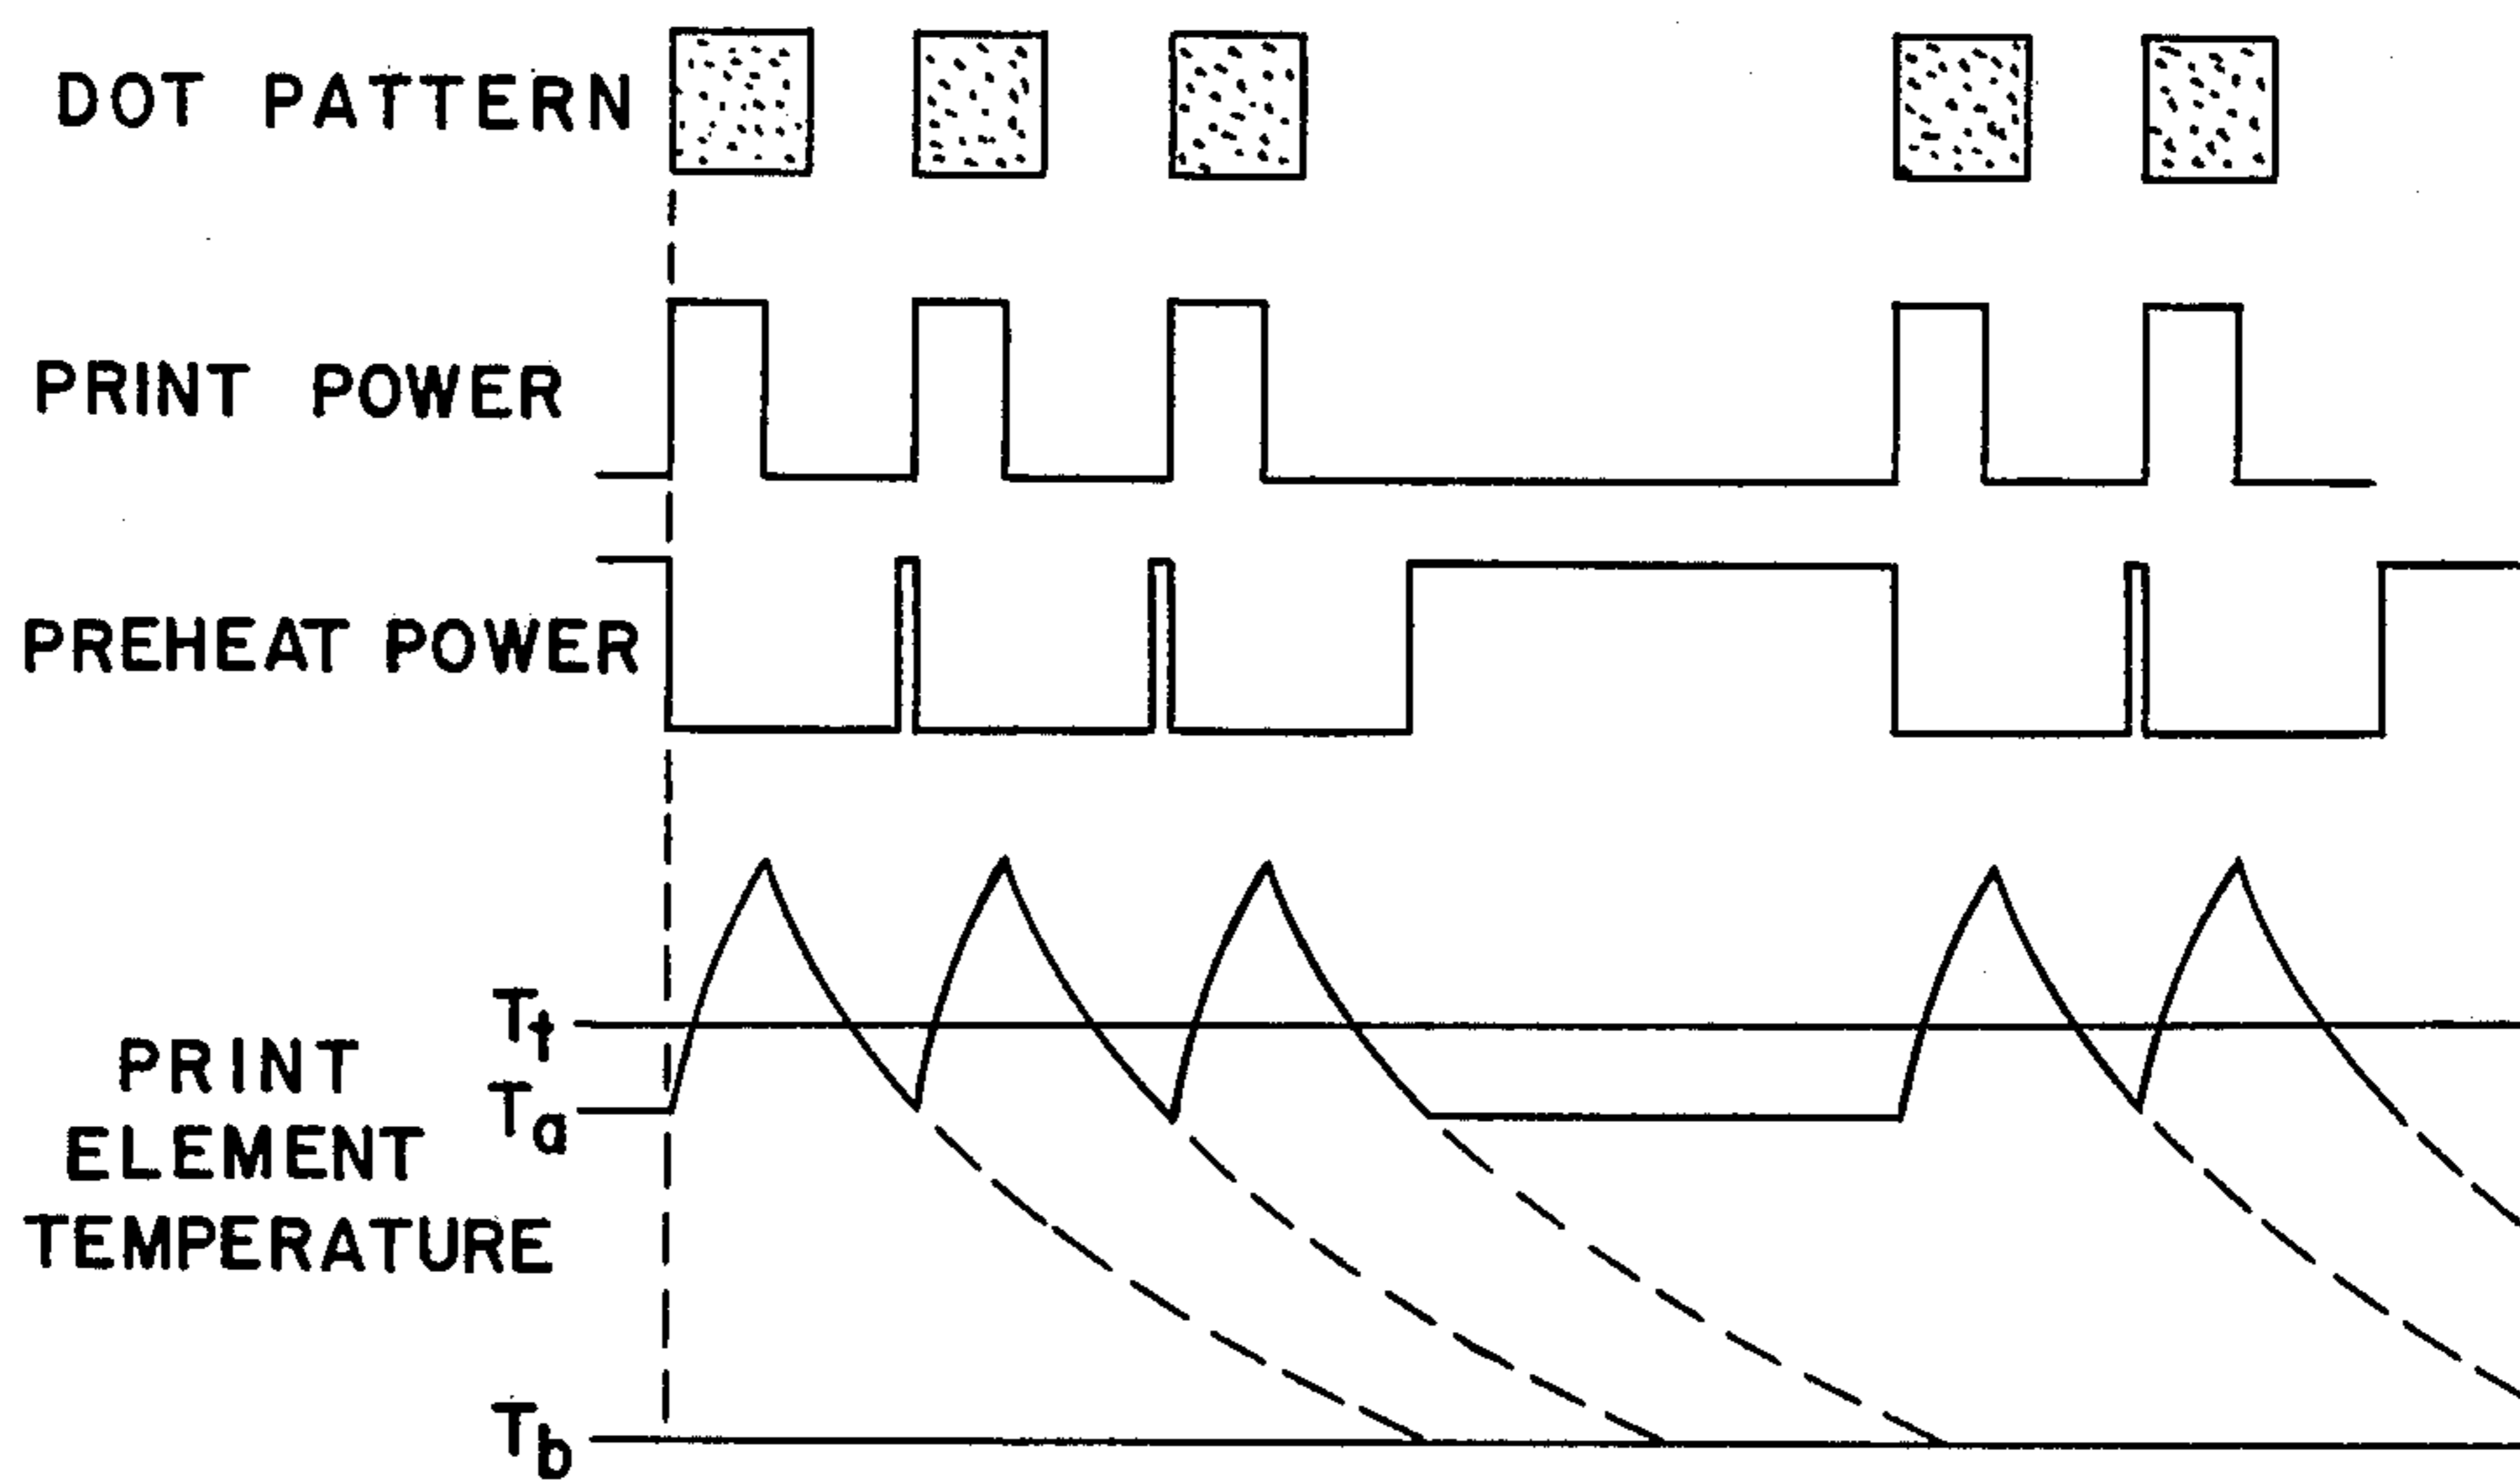 DOT PATTERN
PRINT POWER
PREHEAT POWER
Tt
Ta
PRINT
ELEMENT
TEMPERATURE
Tb